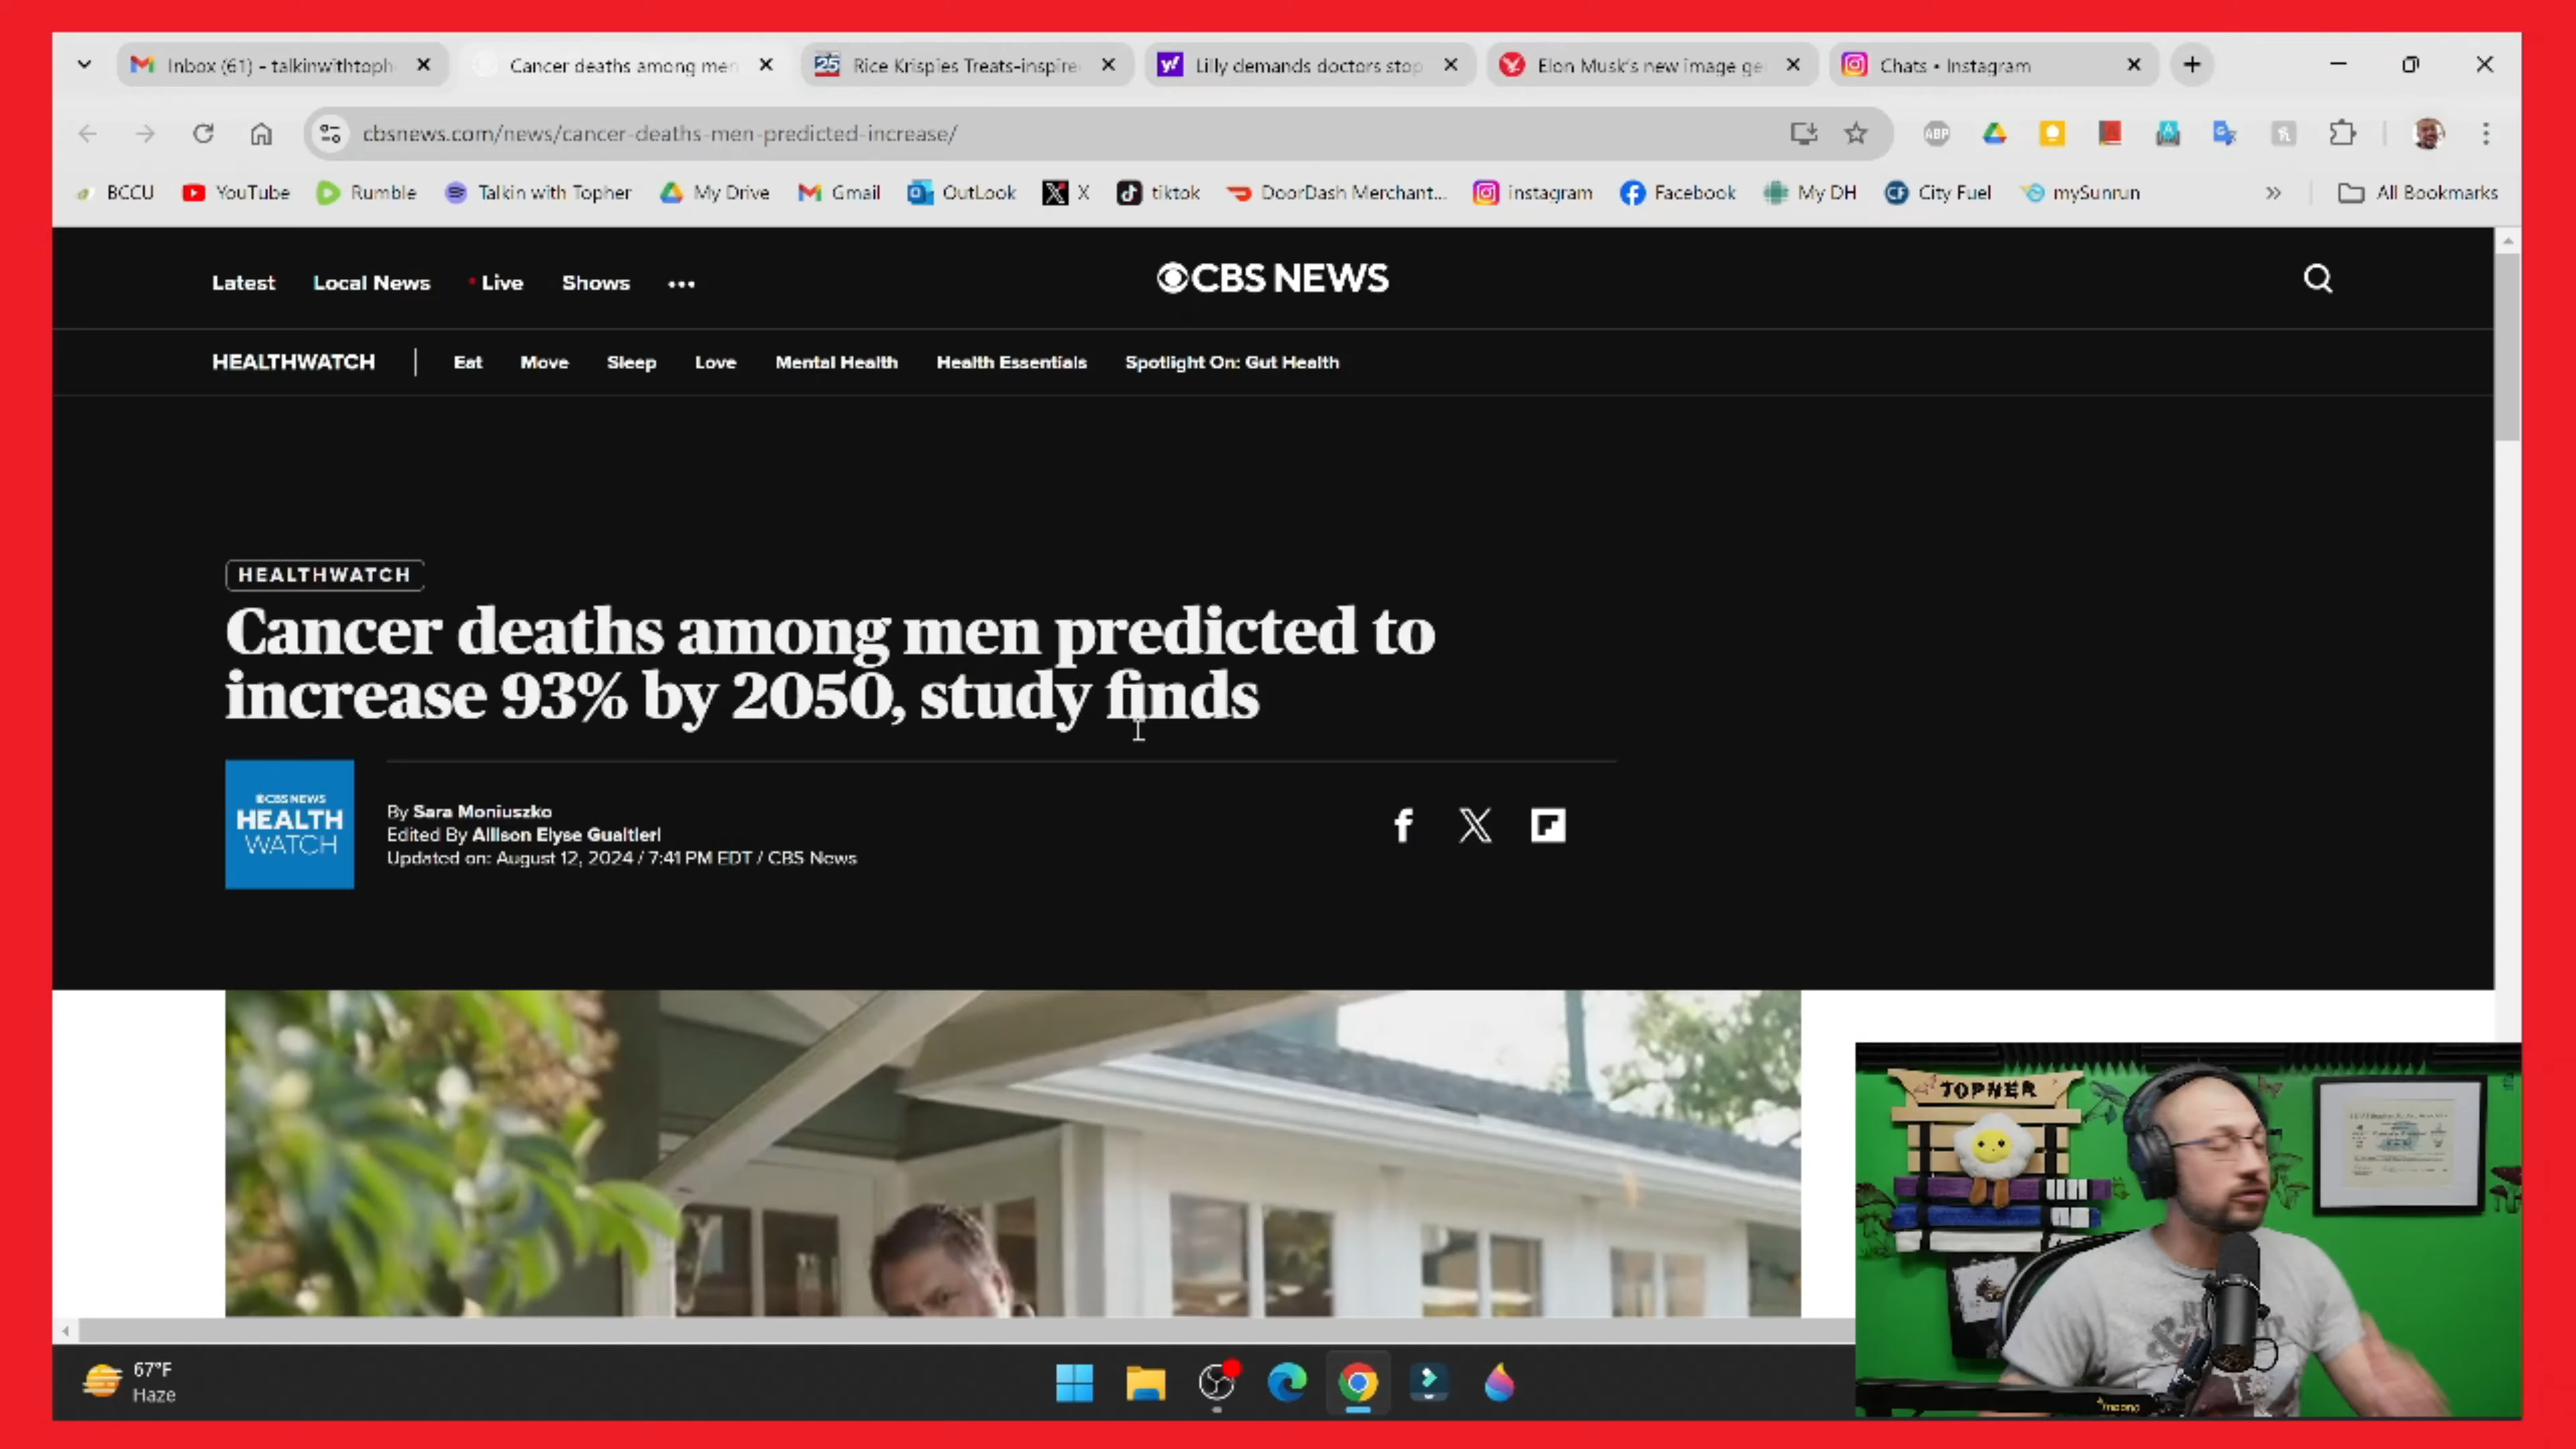 Inbox (61) - talkinwithtoph
Cancer deaths among men
25
Rice Krispies Treats-inspire
Lilly demands doctors stop
Elon Musk's new image ge
Chats • Instagram
cbsnews.com/news/cancer-deaths-men-predicted-increase/
ABP
BCCU
YouTube
Rumble
Talkin with Topher
My Drive
Gmail
OutLook
X
tiktok
DoorDash Merchant...
instagram
Facebook
My DH
CF City Fuel
mySunrun
All Bookmarks
Latest
Local News
Live
Shows
CBS NEWS
HEALTHWATCH
Eat
Move
Sleep
Love
Mental Health
Health Essentials
Spotlight On: Gut Health
HEALTHWATCH
Cancer deaths among men predicted to
increase 93% by 2050, study finds
CBS NEWS
HEALTH
WATCH
By Sara Moniuszko
Edited By Allison Elyse Gualtieri
Updated on: August 12, 2024 / 7:41 PM EDT / CBS News
TOPHER
67°F
Haze